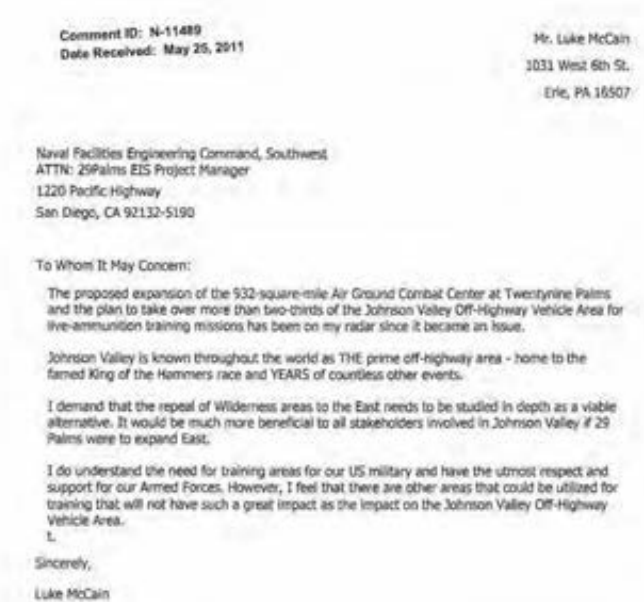 Comment ID: N-11489
Date Received: May 25, 2011
Mr. Luke McCain
1031 West 6th St.
Erie, PA 16507
Naval Facilities Engineering Command, Southwest
ATTN: 29Palms EIS Project Manager
1220 Pacific Highway
San Diego, CA 92132-5190
To Whom It May Concern:
The proposed expansion of the 932-square-mile Air Ground Combat Center at Twentynine Palms
and the plan to take over more than two-thirds of the Johnson Valley Off-Highway Vehicle Area for
live-ammunition training missions has been on my radar since it became an issue.
Johnson Valley is known throughout the world as THE prime off-highway area - home to the
famed King of the Hammers race and YEARS of countless other events.
I demand that the repeal of Wilderness areas to the East needs to be studied in depth as a viable
alternative. It would be much more beneficial to all stakeholders involved in Johnson Valley if 29
Palms were to expand East.
I do understand the need for training areas for our US military and have the utmost respect and
support for our Armed Forces. However, I feel that there are other areas that could be utilized for
training that will not have such a great impact as the impact on the Johnson Valley Off-Highway
Vehicle Area.
t.
Sincerely,
Luke McCain